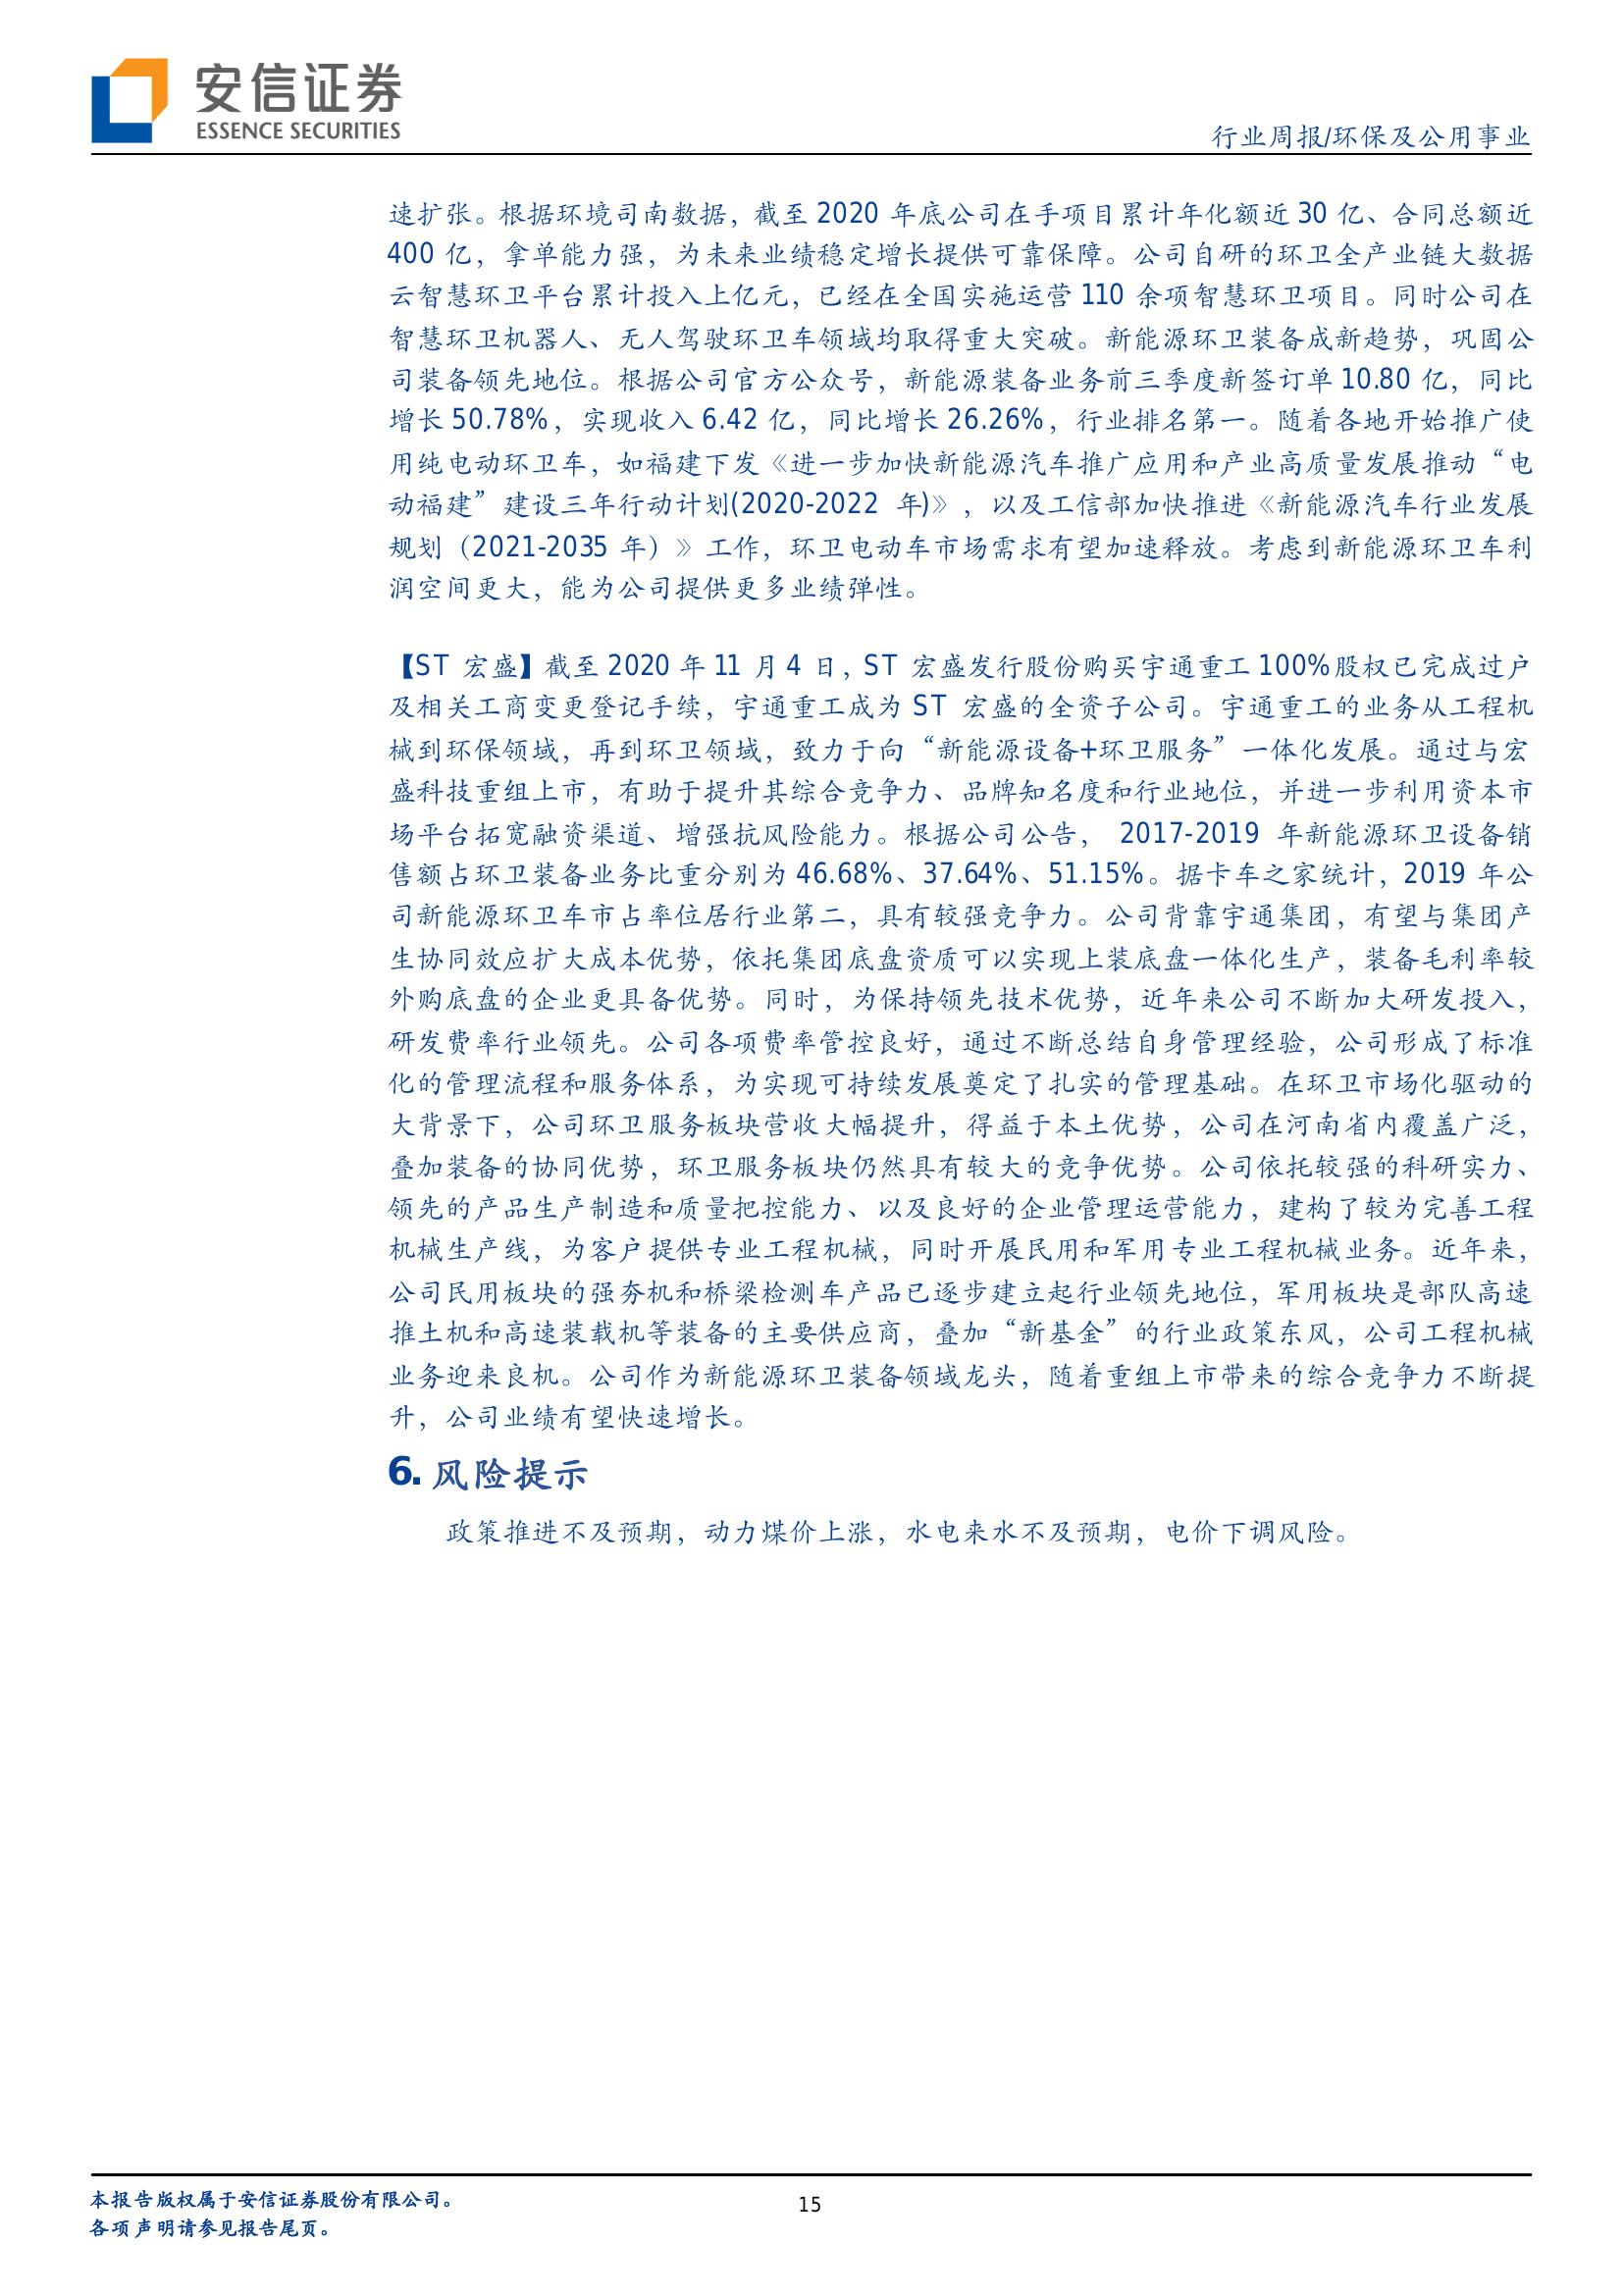 安信证券
ESSENCE SECURITIES
行业周报/环保及公用事业
速扩张。根据环境司南数据，截至 2020 年底公司在手项目累计年化额近 30 亿、合同总额近
400 亿，拿单能力强，为未来业绩稳定增长提供可靠保障。公司自研的环卫全产业链大数据
云智慧环卫平台累计投入上亿元，已经在全国实施运营 110 余项智慧环卫项目。同时公司在
智慧环卫机器人、无人驾驶环卫车领域均取得重大突破。新能源环卫装备成新趋势，巩固公
司装备领先地位。根据公司官方公众号，新能源装备业务前三季度新签订单 10.80 亿，同比
增长 50.78%，实现收入 6.42 亿，同比增长 26.26%，行业排名第一。随着各地开始推广使
用纯电动环卫车，如福建下发《进一步加快新能源汽车推广应用和产业高质量发展推动“电
动福建”建设三年行动计划(2020-2022 年)》，以及工信部加快推进《新能源汽车行业发展
规划（2021-2035 年）》工作，环卫电动车市场需求有望加速释放。考虑到新能源环卫车利
润空间更大，能为公司提供更多业绩弹性。
【ST 宏盛】截至 2020 年 11 月 4 日，ST 宏盛发行股份购买宇通重工 100%股权已完成过户
及相关工商变更登记手续，宇通重工成为 ST 宏盛的全资子公司。宇通重工的业务从工程机
械到环保领域，再到环卫领域，致力于向“新能源设备+环卫服务”一体化发展。通过与宏
盛科技重组上市，有助于提升其综合竞争力、品牌知名度和行业地位，并进一步利用资本市
场平台拓宽融资渠道、增强抗风险能力。根据公司公告， 2017-2019 年新能源环卫设备销
售额占环卫装备业务比重分别为 46.68%、37.64%、51.15%。据卡车之家统计，2019 年公
司新能源环卫车市占率位居行业第二，具有较强竞争力。公司背靠宇通集团，有望与集团产
生协同效应扩大成本优势，依托集团底盘资质可以实现上装底盘一体化生产，装备毛利率较
外购底盘的企业更具备优势。同时，为保持领先技术优势，近年来公司不断加大研发投入，
研发费率行业领先。公司各项费率管控良好，通过不断总结自身管理经验，公司形成了标准
化的管理流程和服务体系，为实现可持续发展奠定了扎实的管理基础。在环卫市场化驱动的
大背景下，公司环卫服务板块营收大幅提升，得益于本土优势，公司在河南省内覆盖广泛，
叠加装备的协同优势，环卫服务板块仍然具有较大的竞争优势。公司依托较强的科研实力、
领先的产品生产制造和质量把控能力、以及良好的企业管理运营能力，建构了较为完善工程
机械生产线，为客户提供专业工程机械，同时开展民用和军用专业工程机械业务。近年来，
公司民用板块的强夯机和桥梁检测车产品已逐步建立起行业领先地位，军用板块是部队高速
推土机和高速装载机等装备的主要供应商，叠加“新基金”的行业政策东风，公司工程机械
业务迎来良机。公司作为新能源环卫装备领域龙头，随着重组上市带来的综合竞争力不断提
升，公司业绩有望快速增长。
6. 风险提示
政策推进不及预期，动力煤价上涨，水电来水不及预期，电价下调风险。
本报告版权属于安信证券股份有限公司。
各项声明请参见报告尾页。
15